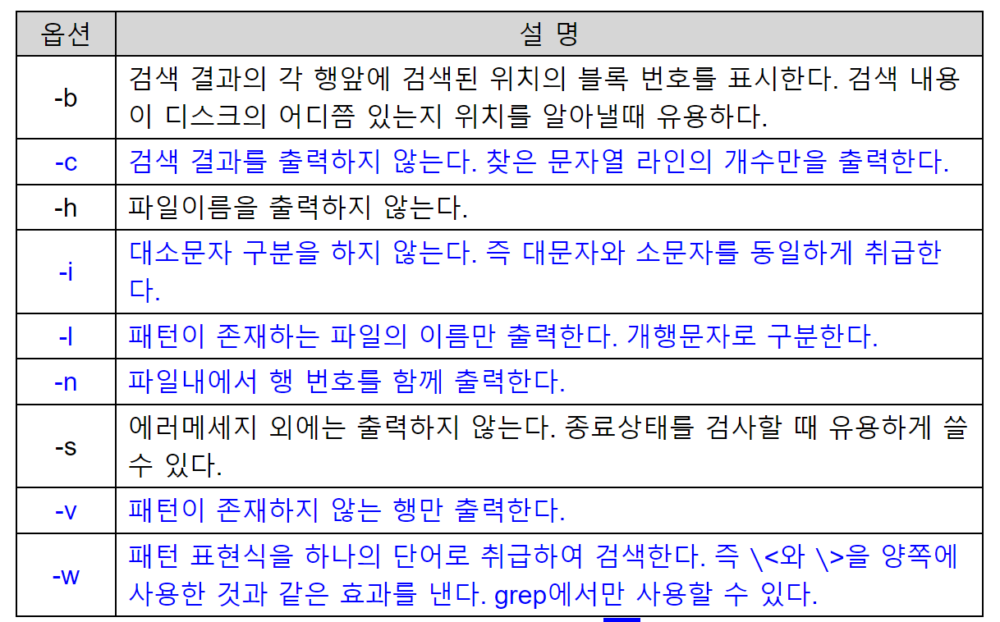 옵션 설 명
-b 검색 결과의 각 행앞에 검색된 위치의 블록 번호를 표시한다. 검색 내용
이 디스크의 어디쯤 있는지 위치를 알아낼때 유용하다.
-c 검색 결과를 출력하지 않는다. 찾은 문자열 라인의 개수만을 출력한다.
-h 파일이름을 출력하지 않는다.
-i 대소문자 구분을 하지 않는다. 즉 대문자와 소문자를 동일하게 취급한
다.
-l 패턴이 존재하는 파일의 이름만 출력한다. 개행문자로 구분한다.
-n 파일내에서 행 번호를 함께 출력한다.
-s 에러메세지 외에는 출력하지 않는다. 종료상태를 검사할 때 유용하게 쓸
수 있다.
-v 패턴이 존재하지 않는 행만 출력한다.
-w 패턴 표현식을 하나의 단어로 취급하여 검색한다. 즉 \<와 \>을 양쪽에
사용한 것과 같은 효과를 낸다. grep에서만 사용할 수 있다.